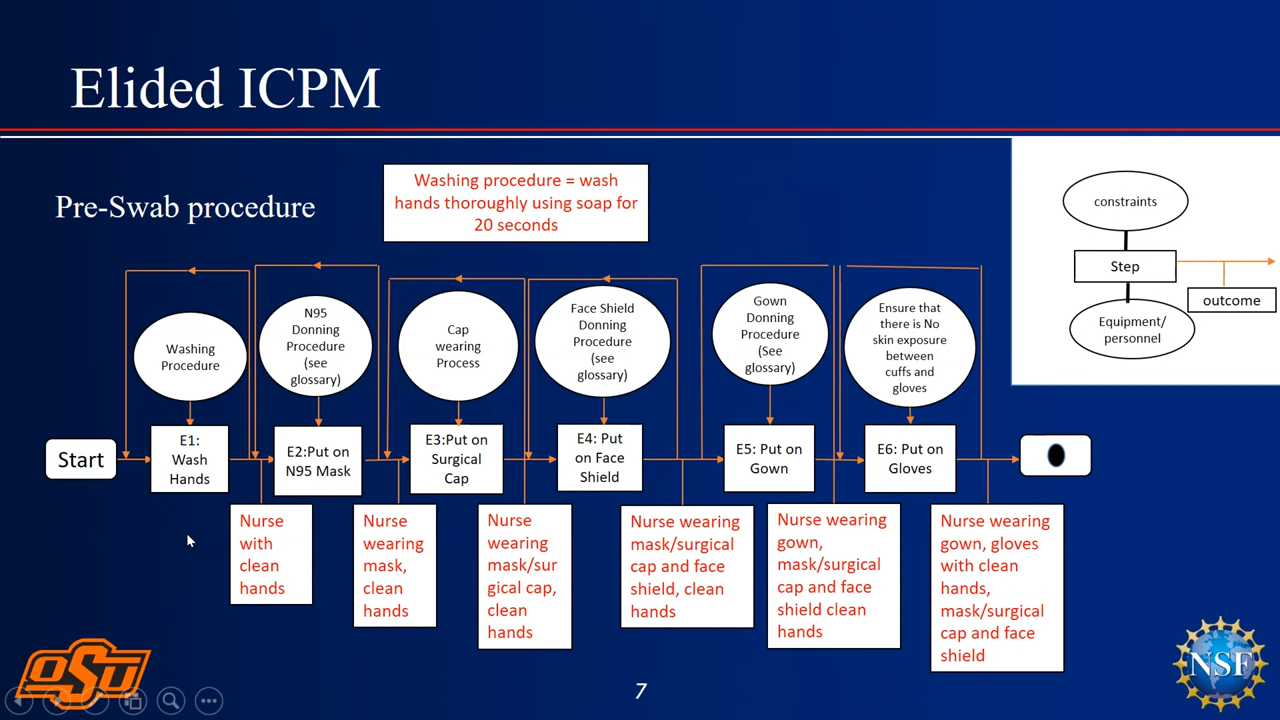 Elided ICPM
Pre-Swab procedure
Washing procedure = wash
hands thoroughly using soap for
20 seconds
constraints
Step
outcome
Equipment/
personnel
Washing
Procedure
N95
Donning
Procedure
(see
glossary)
Cap
wearing
Process
Face Shield
Donning
Procedure
(see
glossary)
Gown
Donning
Procedure
(See
glossary)
Ensure that
there is No
skin exposure
between
cuffs and
gloves
Start
E1:
Wash
Hands
E2:Put on
N95 Mask
E3:Put on
Surgical
Cap
E4: Put
on Face
Shield
E5: Put on
Gown
E6: Put on
Gloves
Nurse
with
clean
hands
Nurse
wearing
mask,
clean
hands
Nurse
wearing
mask/sur
gical cap,
clean
hands
Nurse wearing
mask/surgical
cap and face
shield, clean
hands
Nurse wearing
gown,
mask/surgical
cap and face
shield clean
hands
Nurse wearing
gown, gloves
with clean
hands,
mask/surgical
cap and face
shield
OSU
7
NSF